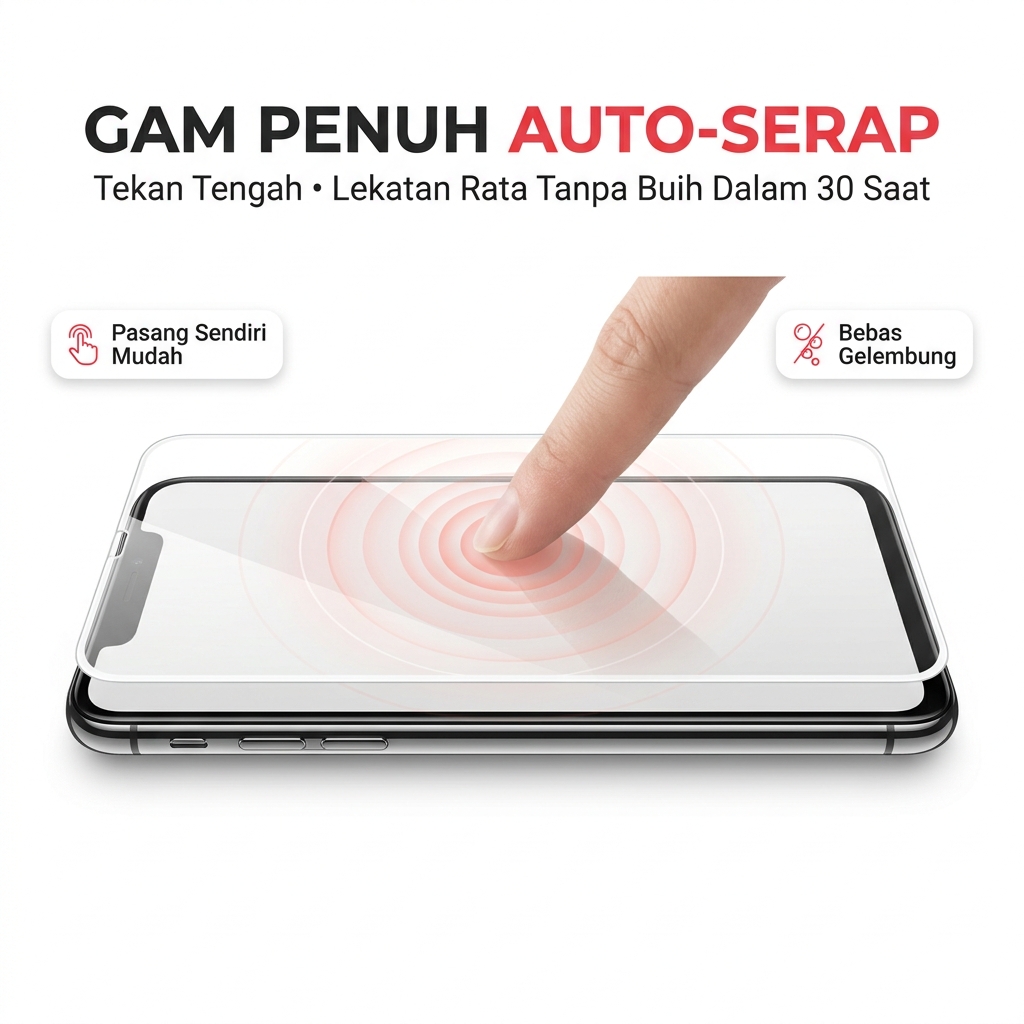 GAM PENUH AUTO-SERAP
Tekan Tengah • Lekatan Rata Tanpa Buih Dalam 30 Saat
Pasang Sendiri
Mudah
Bebas
Gelembung